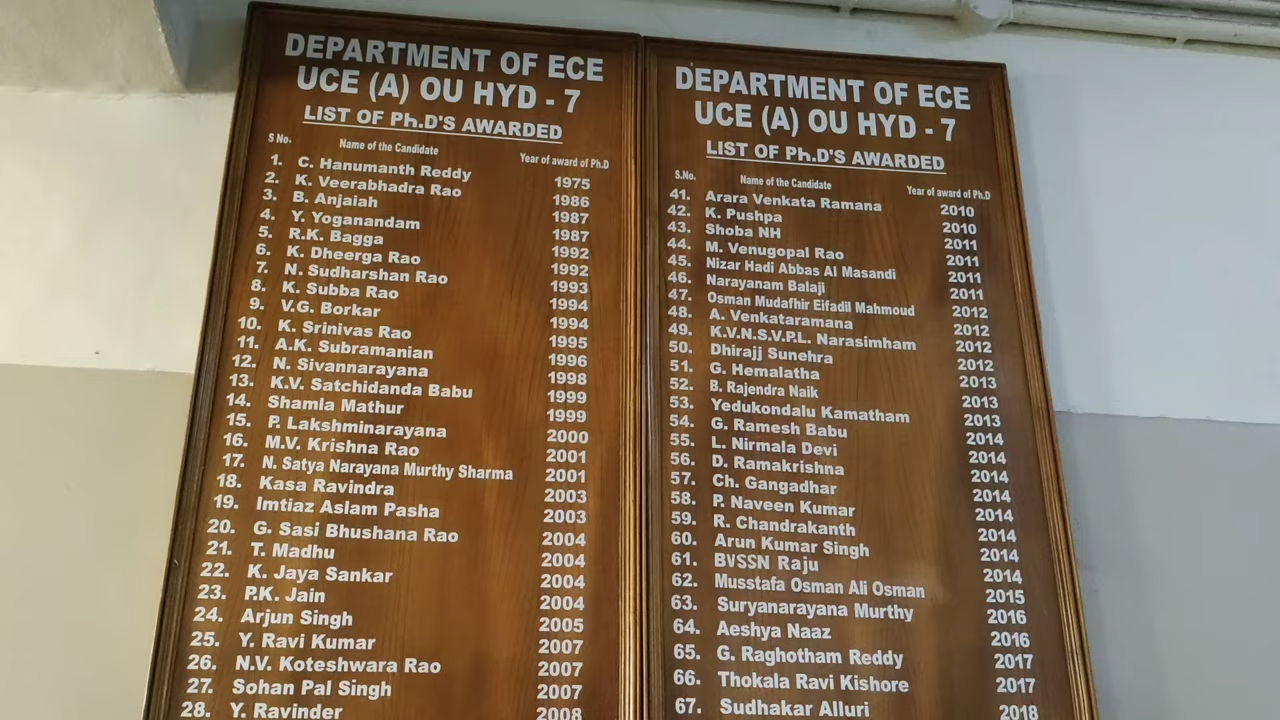 DEPARTMENT OF ECE
UCE (A) OU HYD - 7
LIST OF Ph.D'S AWARDED
S No. Name of the Candidate Year of award of Ph.D
1. C. Hanumanth Reddy 1975
2. K. Veerabhadra Rao 1986
3. B. Anjaiah 1987
4. Y. Yoganandam 1987
5. R.K. Bagga 1992
6. K. Dheerga Rao 1992
7. N. Sudharshan Rao 1993
8. K. Subba Rao 1994
9. V.G. Borkar 1994
10. K. Srinivas Rao 1995
11. A.K. Subramanian 1996
12. N. Sivannarayana 1998
13. K.V. Satchidanda Babu 1999
14. Shamla Mathur 1999
15. P. Lakshminarayana 2000
16. M.V. Krishna Rao 2001
17. N. Satya Narayana Murthy Sharma 2001
18. Kasa Ravindra 2003
19. Imtiaz Aslam Pasha 2003
20. G. Sasi Bhushana Rao 2004
21. T. Madhu 2004
22. K. Jaya Sankar 2004
23. P.K. Jain 2004
24. Arjun Singh 2005
25. Y. Ravi Kumar 2007
26. N.V. Koteshwara Rao 2007
27. Sohan Pal Singh 2007
28. Y. Ravinder 2008
DEPARTMENT OF ECE
UCE (A) OU HYD - 7
LIST OF Ph.D'S AWARDED
S.No. Name of the Candidate Year of award of Ph.D
41. Arara Venkata Ramana 2010
42. K. Pushpa 2010
43. Shoba NH 2011
44. M. Venugopal Rao 2011
45. Nizar Hadi Abbas Al Masandi 2011
46. Narayanam Balaji 2011
47. Osman Mudafhir Eifadil Mahmoud 2012
48. A. Venkataramana 2012
49. K.V.N.S.V.P.L. Narasimham 2012
50. Dhirajj Sunehra 2012
51. G. Hemalatha 2013
52. B. Rajendra Naik 2013
53. Yedukondalu Kamatham 2013
54. G. Ramesh Babu 2014
55. L. Nirmala Devi 2014
56. D. Ramakrishna 2014
57. Ch. Gangadhar 2014
58. P. Naveen Kumar 2014
59. R. Chandrakanth 2014
60. Arun Kumar Singh 2014
61. BVSSN Raju 2014
62. Musstafa Osman Ali Osman 2015
63. Suryanarayana Murthy 2016
64. Aeshya Naaz 2016
65. G. Raghotham Reddy 2017
66. Thokala Ravi Kishore 2017
67. Sudhakar Alluri 2018